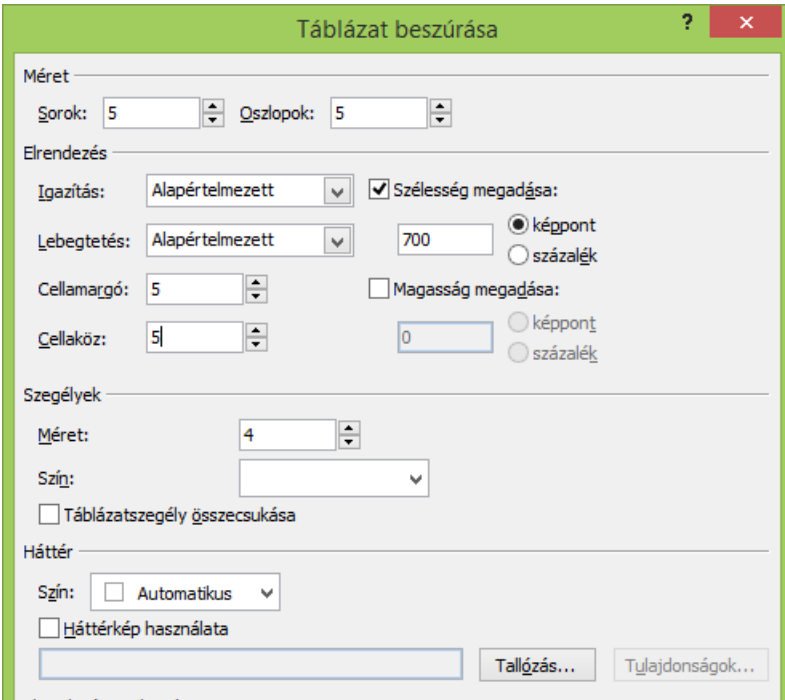 Táblázat beszúrása ? ×
Méret
Sorok: 5 Oszlopok: 5
Elrendezés
Igazítás: Alapértelmezett Szélesség megadása:
Lebegtetés: Alapértelmezett 700 képpont
százalék
Cellamargó: 5 Magasság megadása:
Cellaköz: 5 0 képpont
százalék
Szegélyek
Méret: 4
Szín:
Táblázatszegély összecsukása
Háttér
Szín: Automatikus
Háttérkép használata
Tallózás... Tulajdonságok...